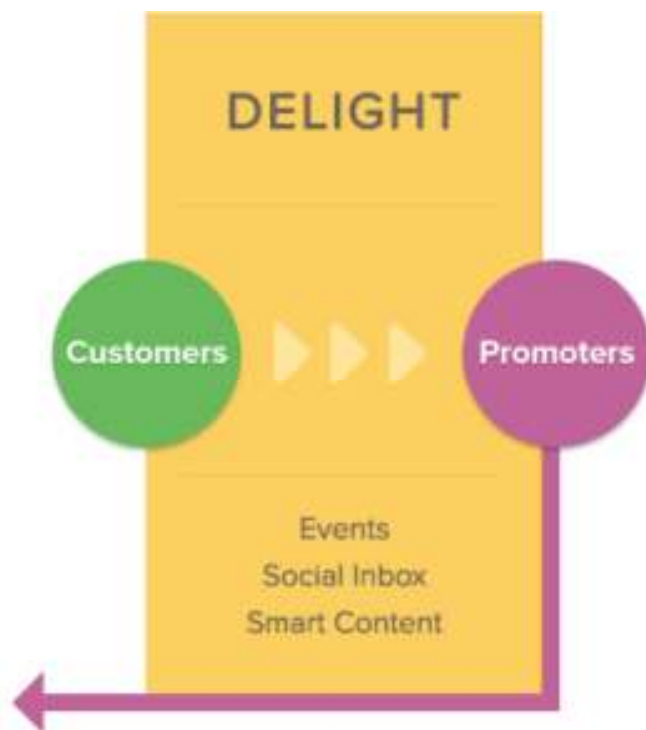 DELIGHT
Customers
Promoters
Events
Social Inbox
Smart Content